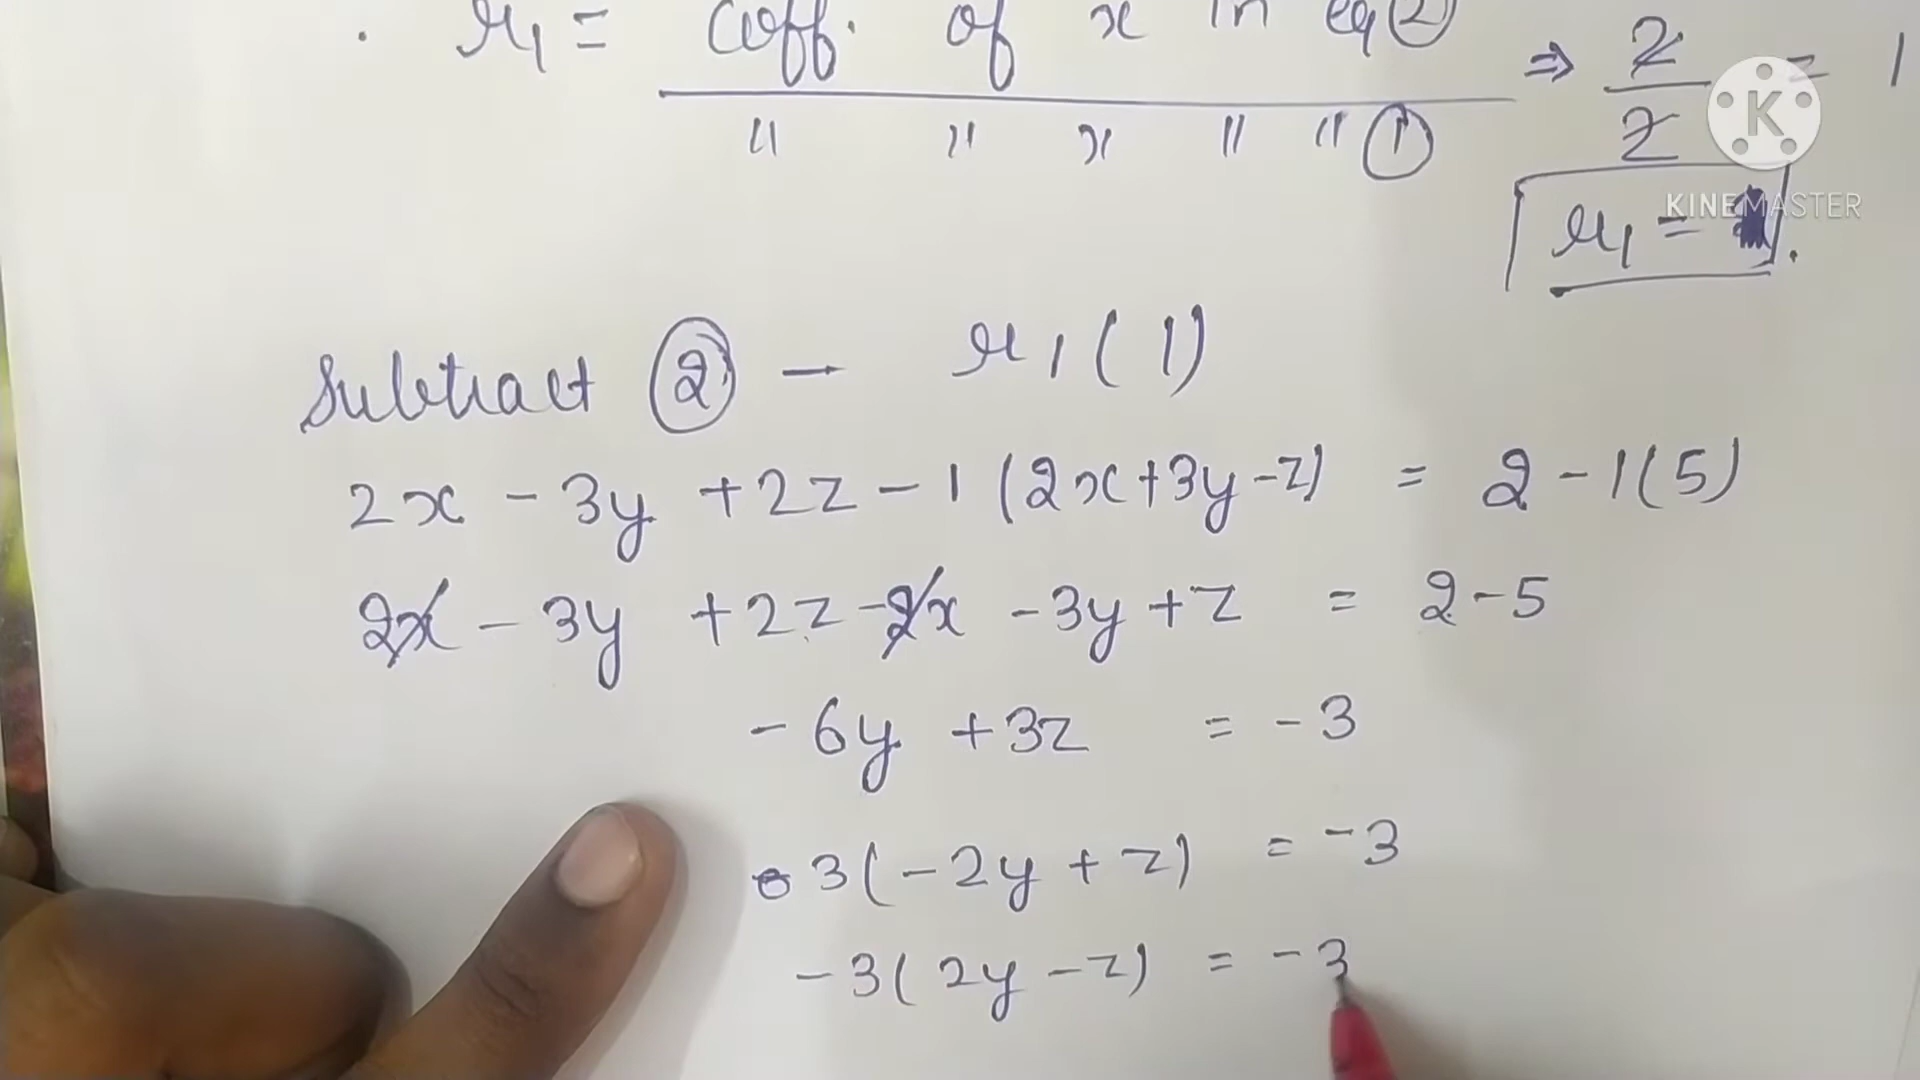 . r1 = Coff. of x in eq ② ⇒ 2/2 = 1
" " x " " ①
K
KINEMASTER
r1 = 1.
Subtract ② - r1 (1)
2x - 3y + 2z - 1 (2x+3y-z) = 2 - 1(5)
2x - 3y + 2z - 2x - 3y + z = 2 - 5
- 6y + 3z = - 3
3(-2y + z) = -3
-3( 2y - z) = - 3